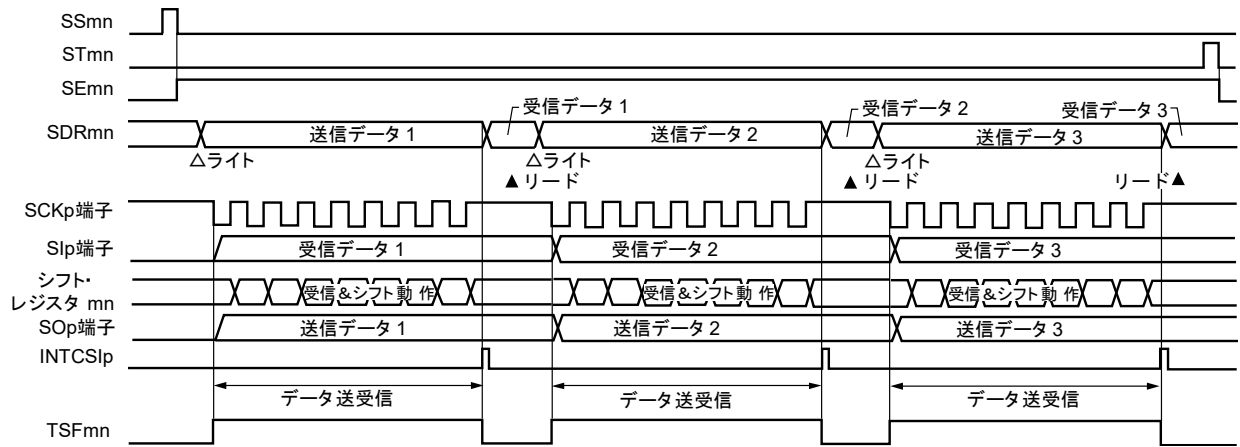 SSmn
STmn
SEmn
受信データ 1
受信データ 2
受信データ 3
SDRmn
送信データ 1
送信データ 2
送信データ 3
△ライト
△ライト
△ライト
▲ リード
▲ リード
リード▲
SCKp端子
SIp端子
受信データ 1
受信データ 2
受信データ 3
シフト・
レジスタ mn
受信&シフト動 作
受信&シフト動 作
受信&シフト動 作
SOp端子
送信データ 1
送信データ 2
送信データ 3
INTCSIp
データ送受信
データ送受信
データ送受信
TSFmn